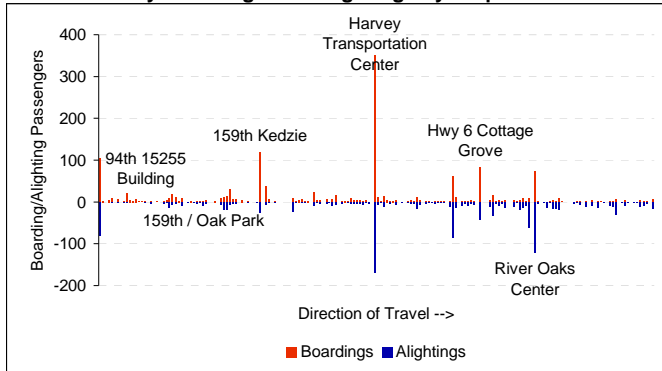 Harvey
Transportation
Center
400
300
200
100
0
-100
-200
Boarding/Alighting Passengers
94th 15255
Building
159th / Oak Park
159th Kedzie
Hwy 6 Cottage
Grove
River Oaks
Center
Direction of Travel -->
Boardings
Alightings